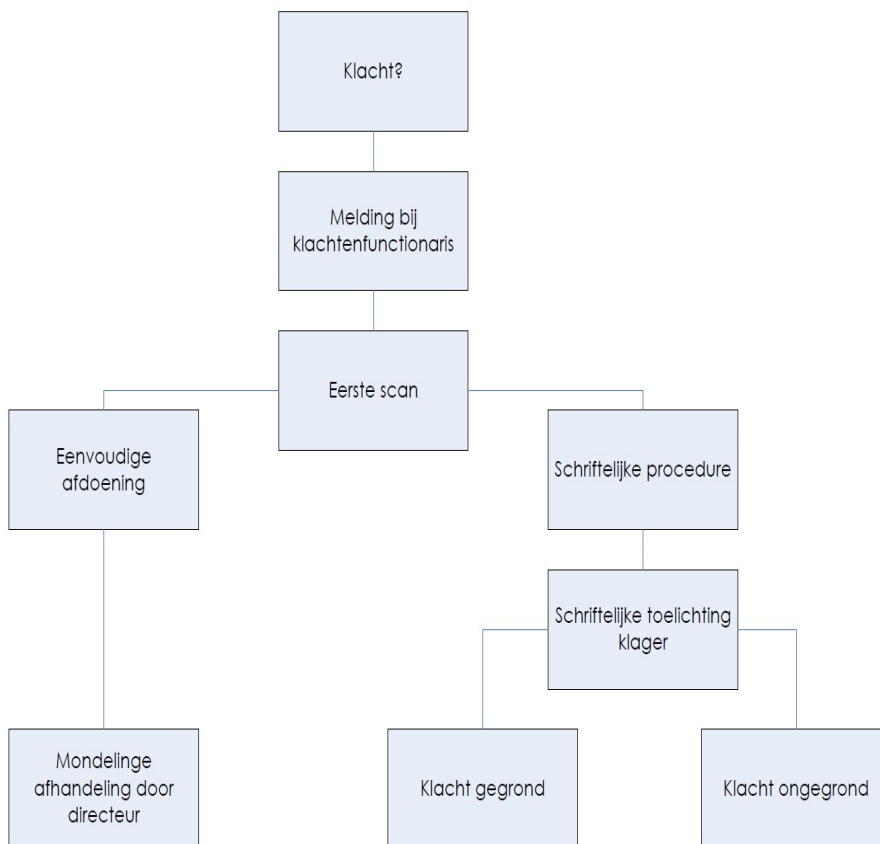 Klacht?
Melding bij
klachtenfunctionaris
Eerste scan
Eenvoudige
afdoening
Schriftelijke procedure
Schriftelijke toelichting
klager
Mondelinge
afhandeling door
directeur
Klacht gegrond
Klacht ongegrond